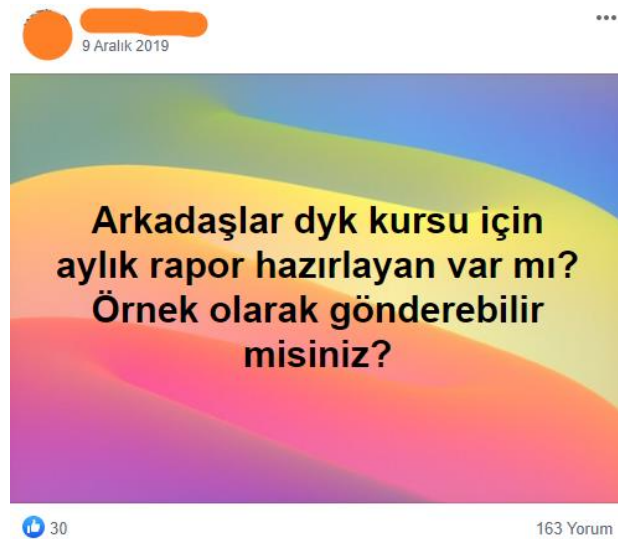 9 Aralık 2019
Arkadaşlar dyk kursu için
aylık rapor hazırlayan var mı?
Örnek olarak gönderebilir
misiniz?
30
163 Yorum